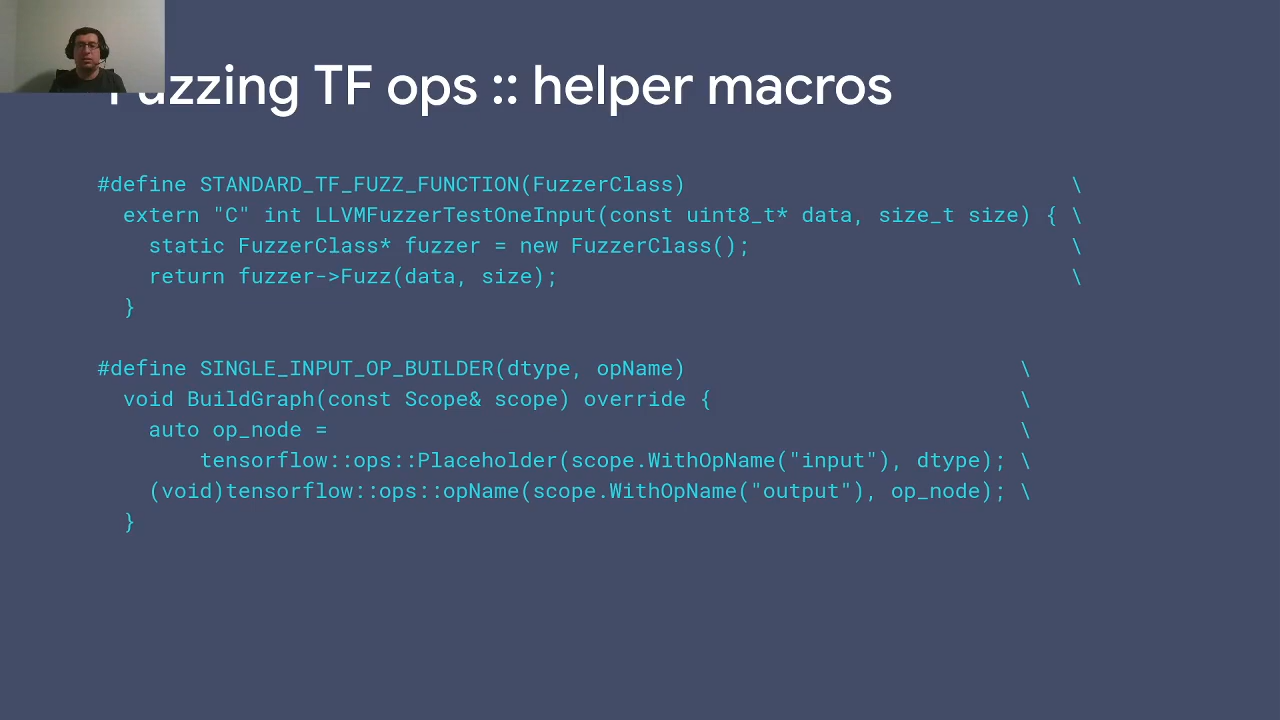 Fuzzing TF ops :: helper macros
#define STANDARD_TF_FUZZ_FUNCTION(FuzzerClass) \
extern "C" int LLVMFuzzerTestOneInput(const uint8_t* data, size_t size) { \
static FuzzerClass* fuzzer = new FuzzerClass(); \
return fuzzer->Fuzz(data, size); \
}
#define SINGLE_INPUT_OP_BUILDER(dtype, opName) \
void BuildGraph(const Scope& scope) override { \
auto op_node = \
tensorflow::ops::Placeholder(scope.WithOpName("input"), dtype); \
(void)tensorflow::ops::opName(scope.WithOpName("output"), op_node); \
}